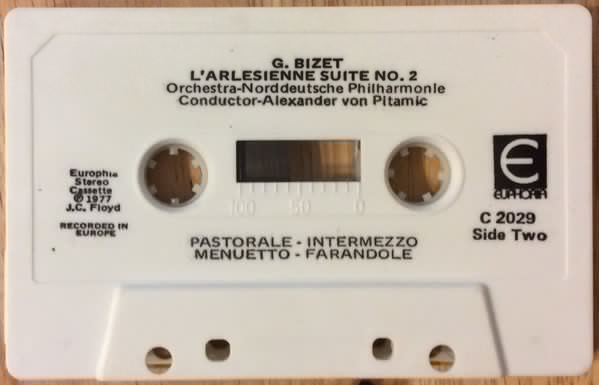 G. BIZET
L'ARLESIENNE SUITE NO. 2
Orchestra-Norddeutsche Philharmonie
Conductor-Alexander von Pitamic
Europhia
Stereo
Cassette
℗ 1977
J.C. Floyd
RECORDED IN
EUROPE
100 50 0
EUPHORIA
C 2029
Side Two
PASTORALE - INTERMEZZO
MENUETTO - FARANDOLE